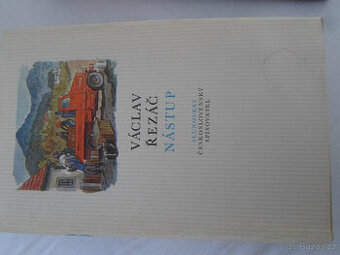 VÁCLAV
ŘEZÁČ
NÁSTUP
ČESKOSLOVENSKÝ
SPISOVATEL